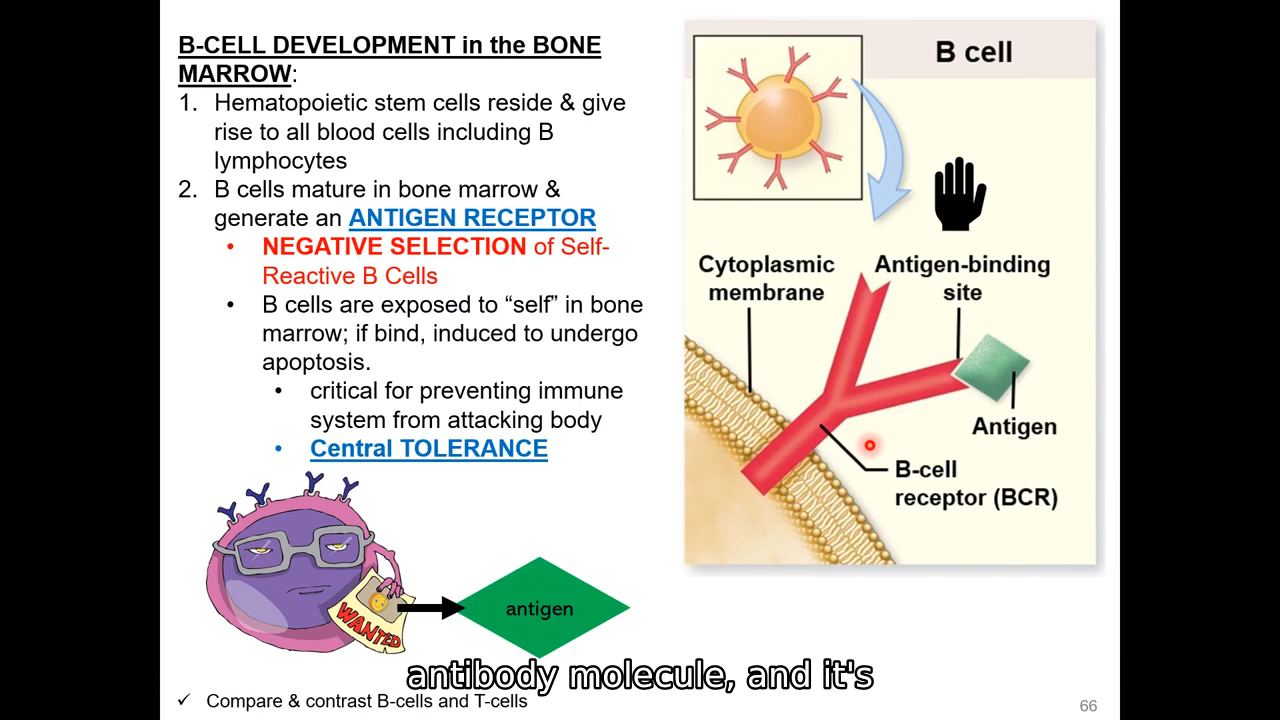 B-CELL DEVELOPMENT in the BONE
MARROW:
1. Hematopoietic stem cells reside & give
rise to all blood cells including B
lymphocytes
2. B cells mature in bone marrow &
generate an ANTIGEN RECEPTOR
• NEGATIVE SELECTION of Self-
Reactive B Cells
• B cells are exposed to “self” in bone
marrow; if bind, induced to undergo
apoptosis.
• critical for preventing immune
system from attacking body
• Central TOLERANCE
WANTED
antigen
B cell
Cytoplasmic
membrane
Antigen-binding
site
Antigen
B-cell
receptor (BCR)
antibody molecule, and it's
✓ Compare & contrast B-cells and T-cells
66